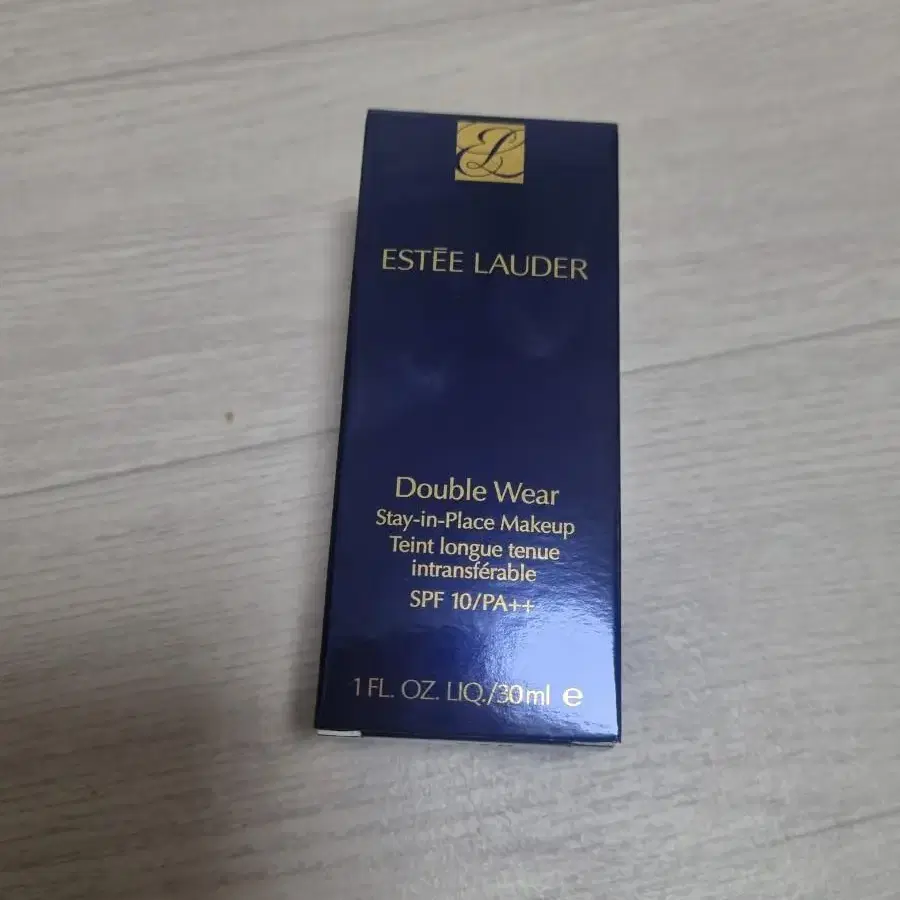 EL
ESTĒE LAUDER
Double Wear
Stay-in-Place Makeup
Teint longue tenue
intransférable
SPF 10/PA++
1 FL. OZ. LIQ./30ml e